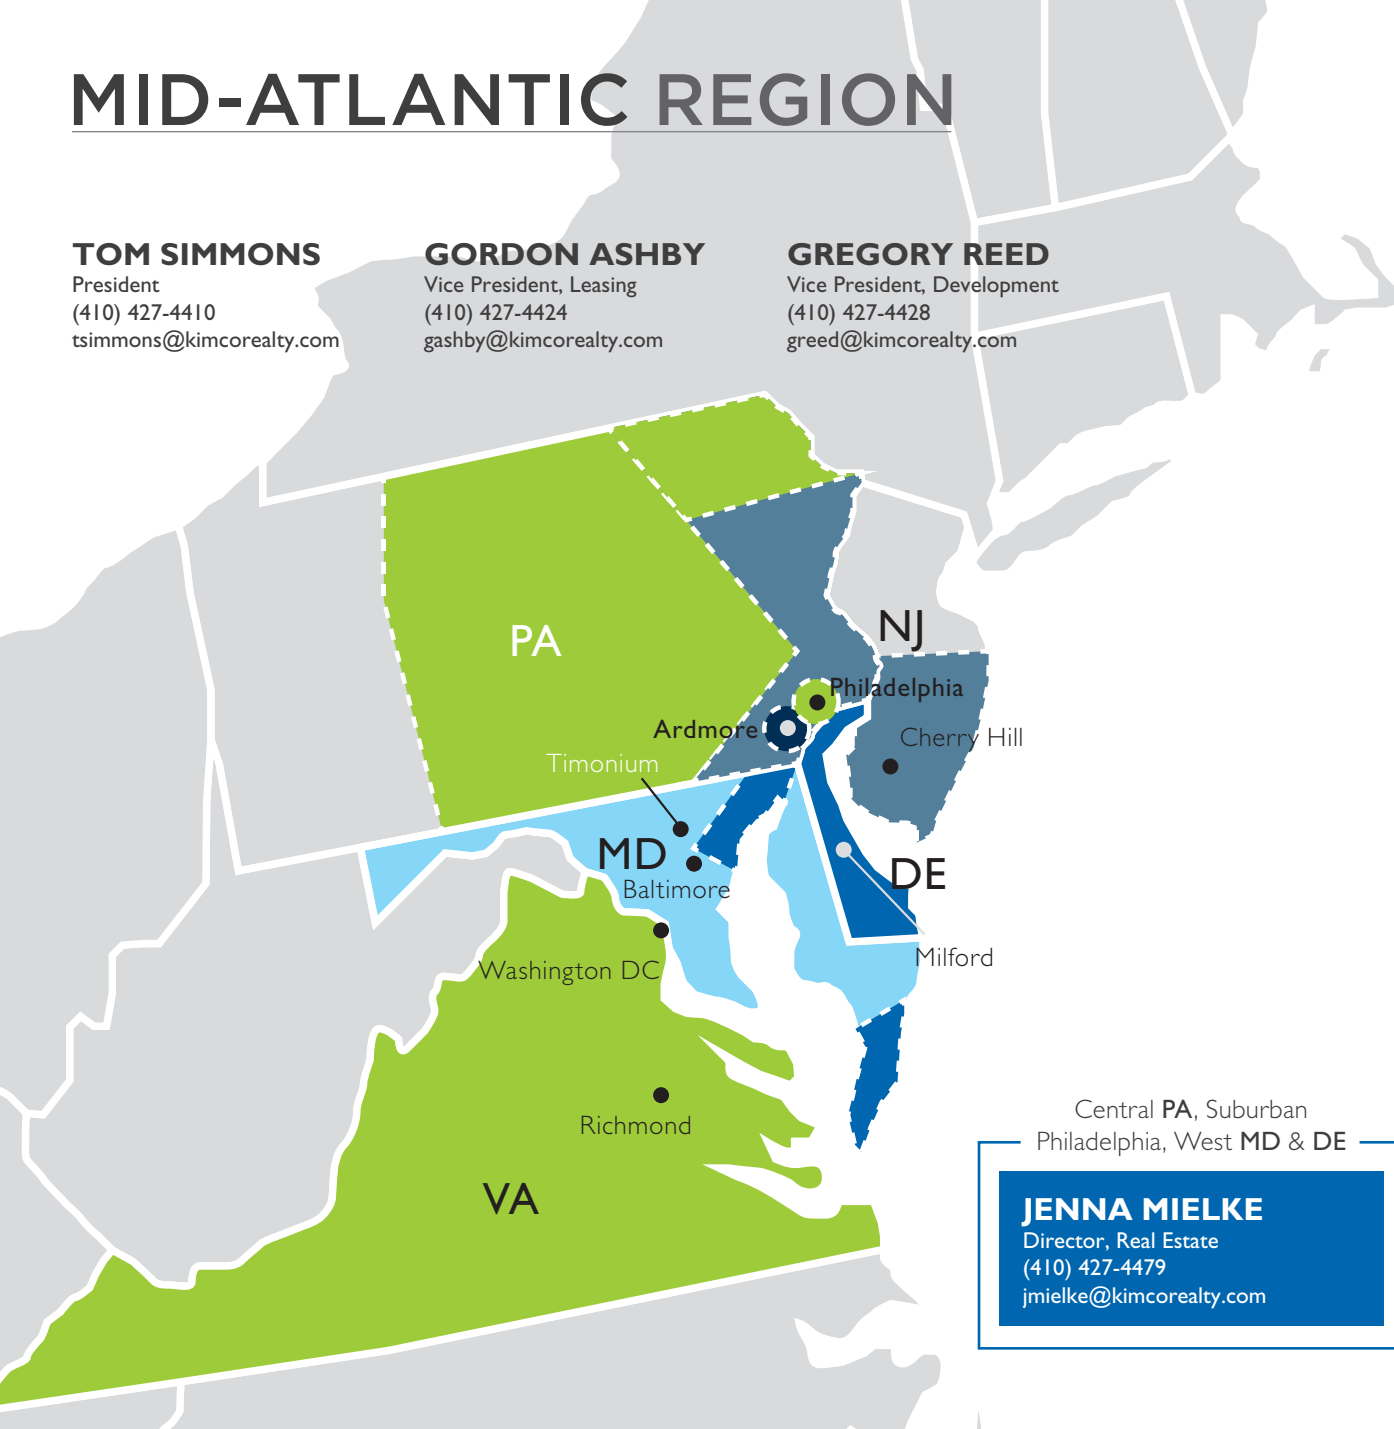 MID-ATLANTIC REGION
TOM SIMMONS
President
(410) 427-4410
tsimmons@kimcorealty.com
GORDON ASHBY
Vice President, Leasing
(410) 427-4424
gashby@kimcorealty.com
GREGORY REED
Vice President, Development
(410) 427-4428
greed@kimcorealty.com
PA
NJ
Philadelphia
Ardmore
Cherry Hill
Timonium
MD
DE
Baltimore
Milford
Washington DC
Richmond
VA
Central PA, Suburban
Philadelphia, West MD & DE
JENNA MIELKE
Director, Real Estate
(410) 427-4479
jmielke@kimcorealty.com